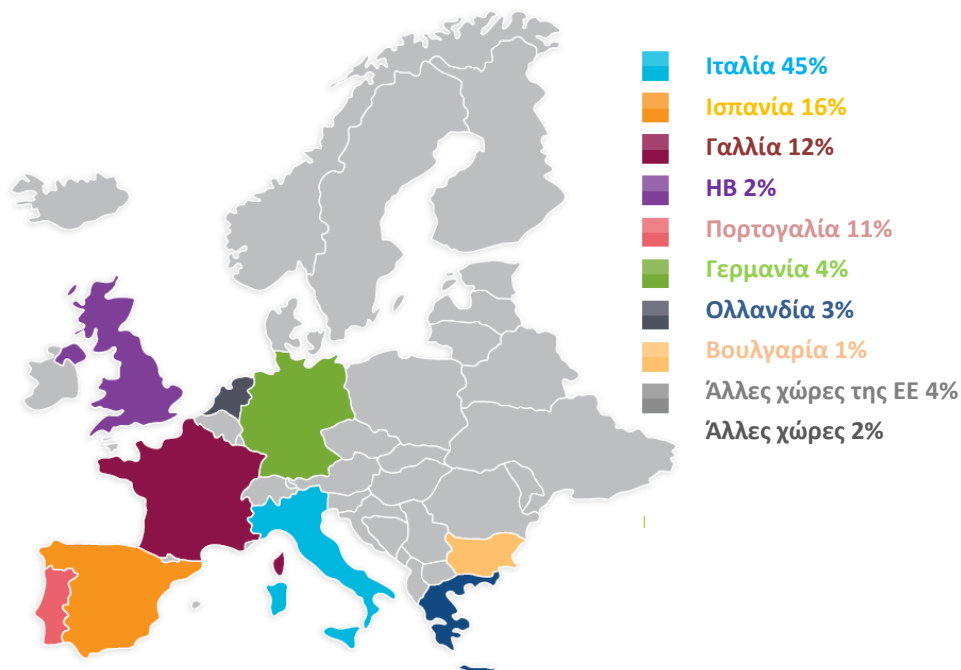 Ιταλία 45%
Ισπανία 16%
Γαλλία 12%
ΗΒ 2%
Πορτογαλία 11%
Γερμανία 4%
Ολλανδία 3%
Βουλγαρία 1%
Άλλες χώρες της ΕΕ 4%
Άλλες χώρες 2%